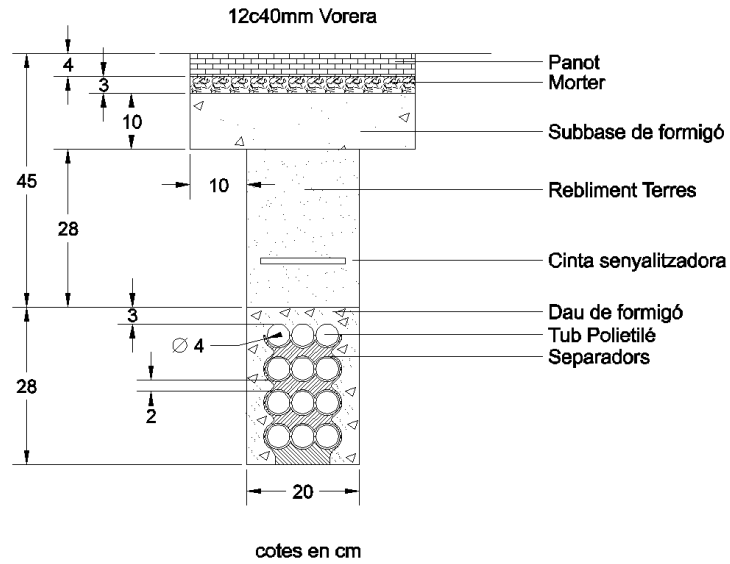 12c40mm Vorera
4
Panot
3
Morter
10
Subbase de formigó
45
10
Rebliment Terres
28
Cinta senyalitzadora
3
Dau de formigó
Ø 4
Tub Polietilé
Separadors
28
2
20
cotes en cm